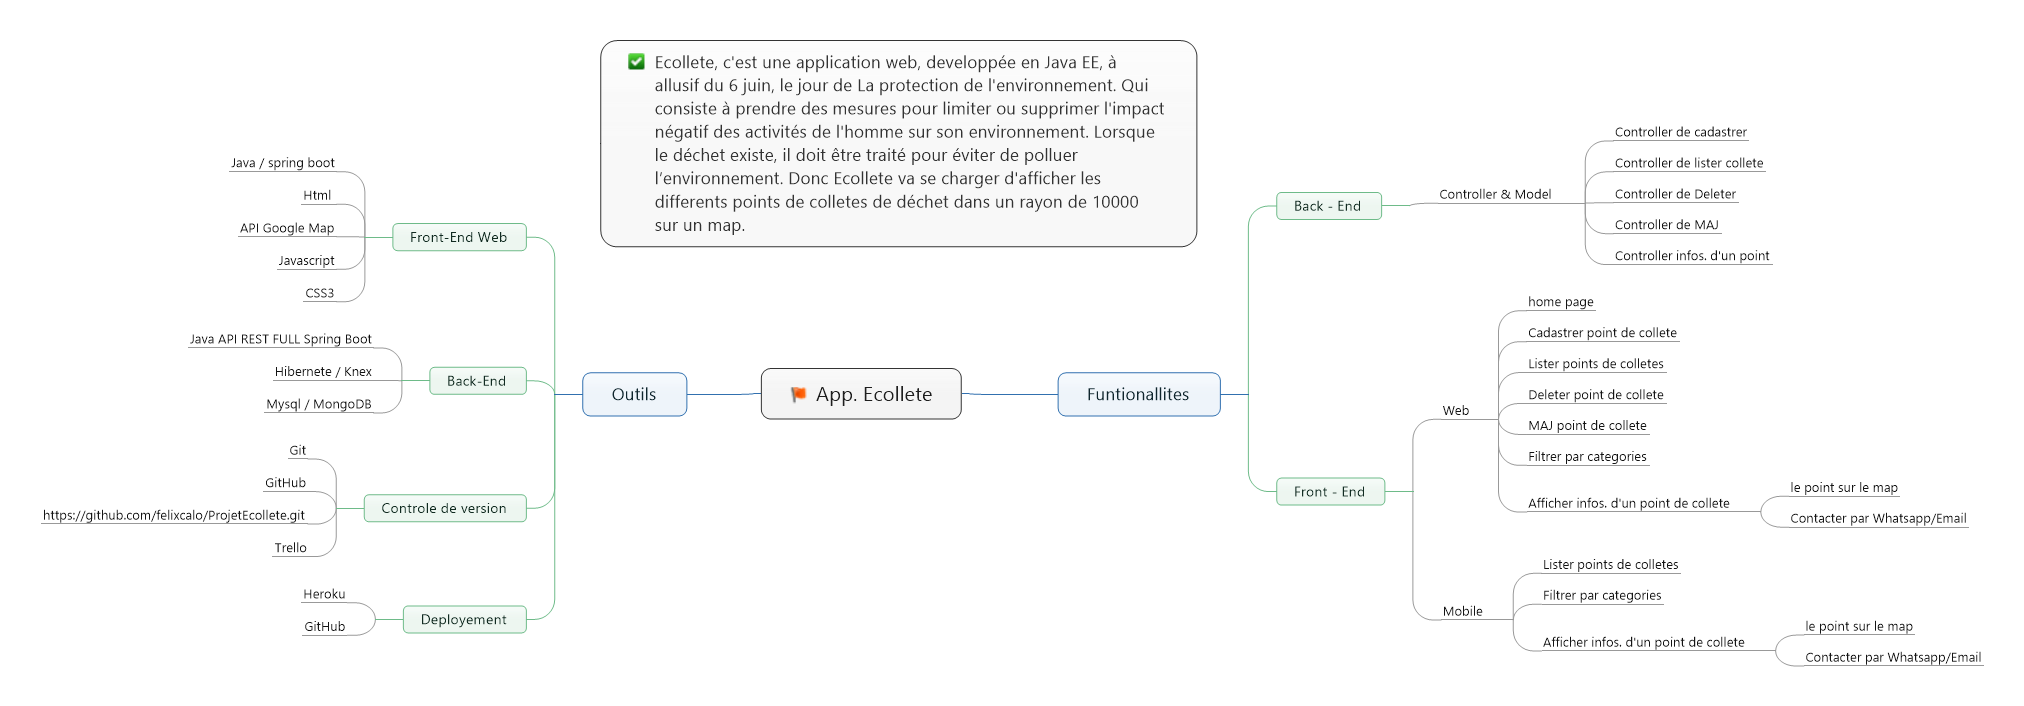 Ecollete, c'est une application web, developpée en Java EE, à
allusif du 6 juin, le jour de La protection de l'environnement. Qui
consiste à prendre des mesures pour limiter ou supprimer l'impact
négatif des activités de l'homme sur son environnement. Lorsque
le déchet existe, il doit être traité pour éviter de polluer
l’environnement. Donc Ecollete va se charger d'afficher les
differents points de colletes de déchet dans un rayon de 10000
sur un map.
App. Ecollete
Outils
Front-End Web
Java / spring boot
Html
API Google Map
Javascript
CSS3
Back-End
Java API REST FULL Spring Boot
Hibernete / Knex
Mysql / MongoDB
Controle de version
Git
GitHub
https://github.com/felixcalo/ProjetEcollete.git
Trello
Deployement
Heroku
GitHub
Funtionallites
Back - End
Controller & Model
Controller de cadastrer
Controller de lister collete
Controller de Deleter
Controller de MAJ
Controller infos. d'un point
Front - End
Web
home page
Cadastrer point de collete
Lister points de colletes
Deleter point de collete
MAJ point de collete
Filtrer par categories
Afficher infos. d'un point de collete
le point sur le map
Contacter par Whatsapp/Email
Mobile
Lister points de colletes
Filtrer par categories
Afficher infos. d'un point de collete
le point sur le map
Contacter par Whatsapp/Email